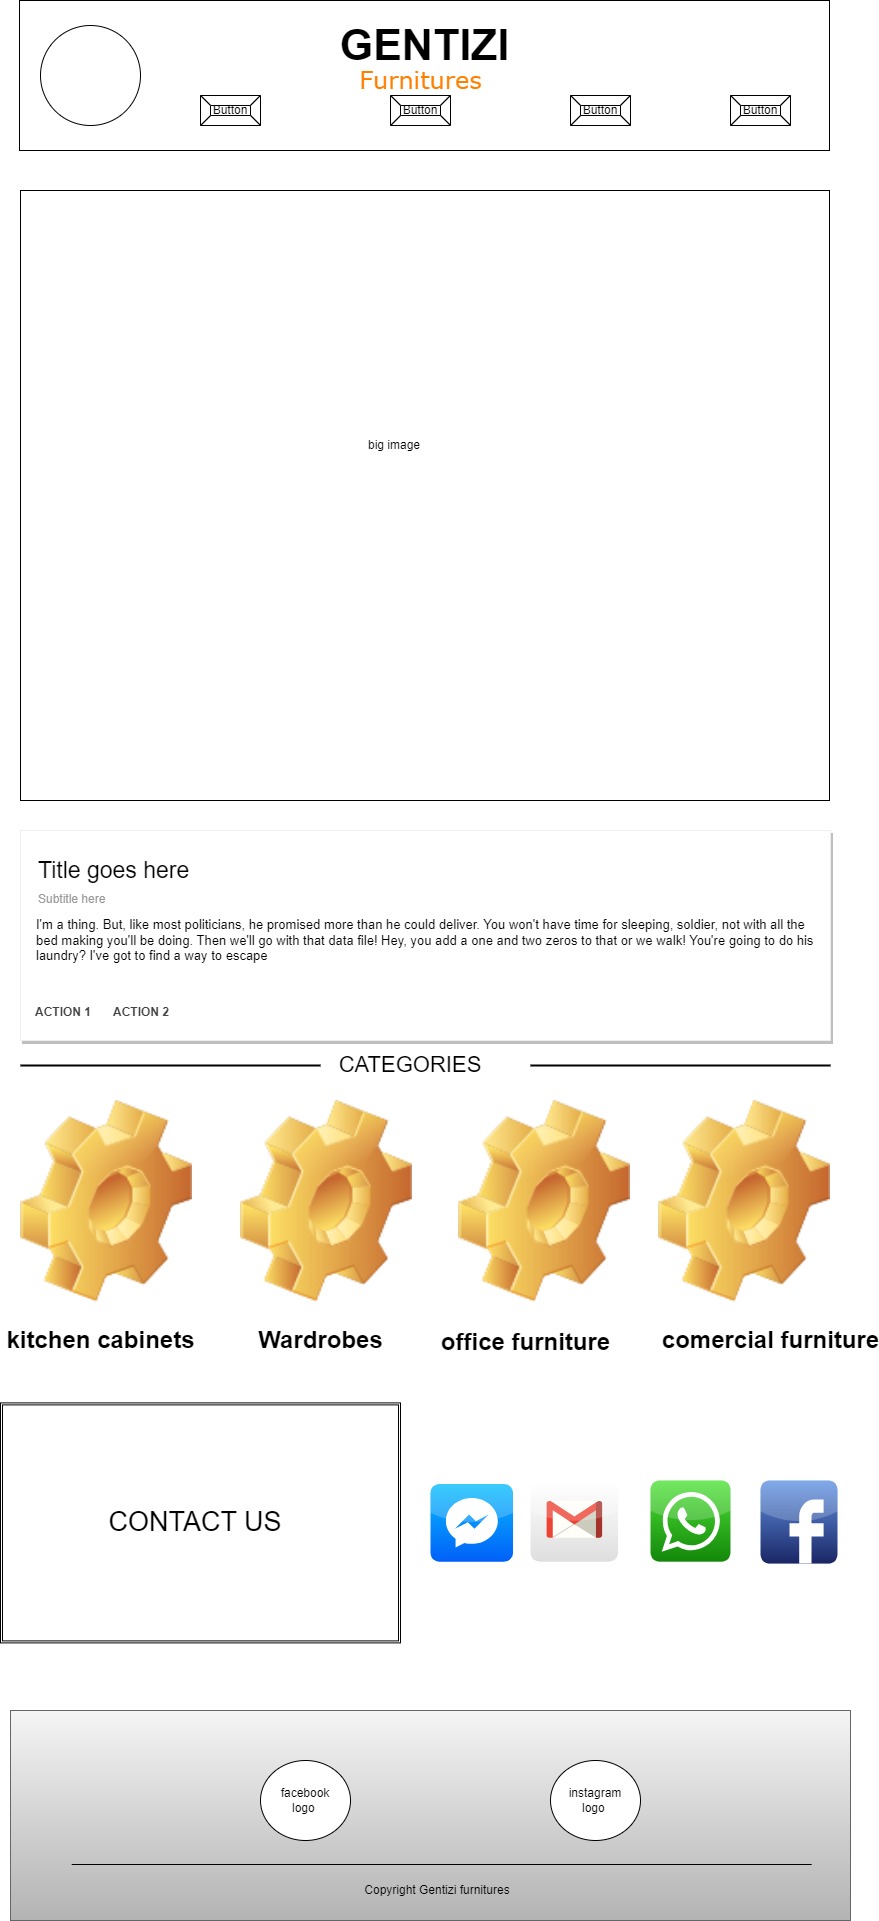 GENTIZI
Furnitures
Button
Button
Button
Button
big image
Title goes here
Subtitle here
I'm a thing. But, like most politicians, he promised more than he could deliver. You won't have time for sleeping, soldier, not with all the
bed making you'll be doing. Then we'll go with that data file! Hey, you add a one and two zeros to that or we walk! You're going to do his
laundry? I've got to find a way to escape
ACTION 1
ACTION 2
CATEGORIES
kitchen cabinets
Wardrobes
office furniture
comercial furniture
CONTACT US
facebook
logo
instagram
logo
Copyright Gentizi furnitures